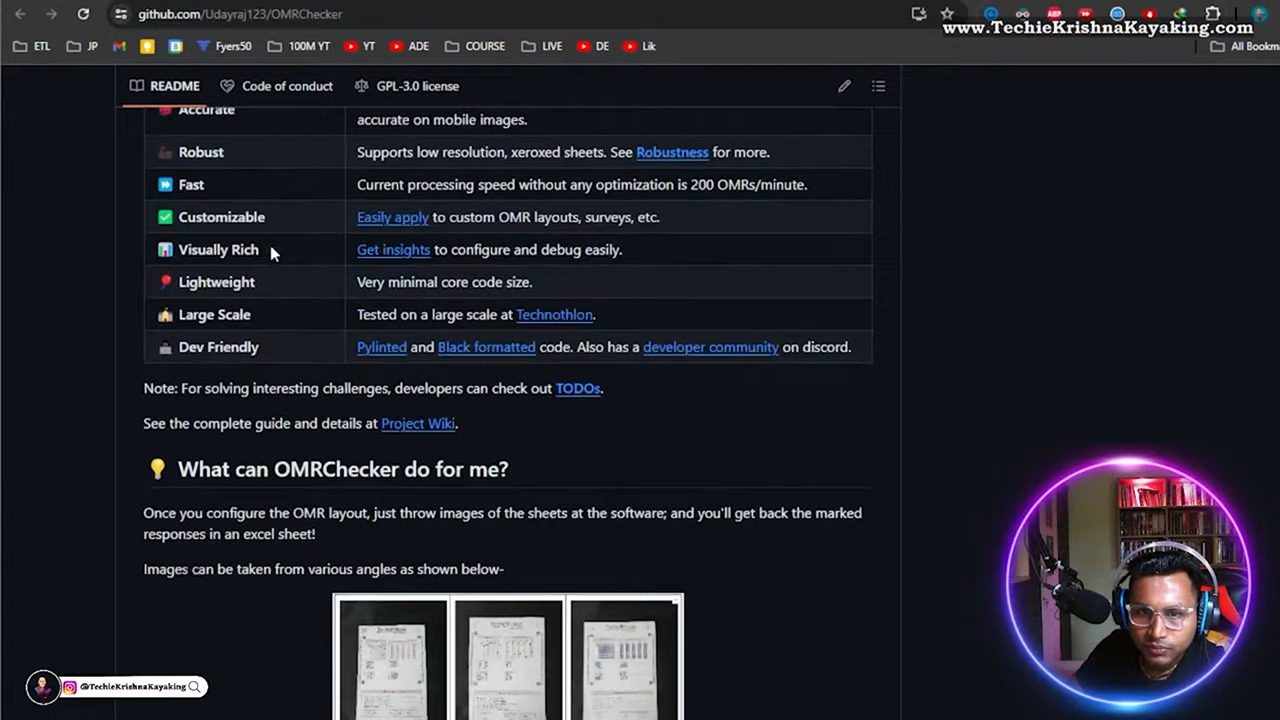 github.com/Udayraj123/OMRChecker
www.TechieKrishnaKayaking.com
ETL JP Fyers50 100M YT YT ADE COURSE LIVE DE Lik All Bookm
README Code of conduct GPL-3.0 license
Accurate accurate on mobile images.
Robust Supports low resolution, xeroxed sheets. See Robustness for more.
Fast Current processing speed without any optimization is 200 OMRs/minute.
Customizable Easily apply to custom OMR layouts, surveys, etc.
Visually Rich Get insights to configure and debug easily.
Lightweight Very minimal core code size.
Large Scale Tested on a large scale at Technothlon.
Dev Friendly Pylinted and Black formatted code. Also has a developer community on discord.
Note: For solving interesting challenges, developers can check out TODOs.
See the complete guide and details at Project Wiki.
What can OMRChecker do for me?
Once you configure the OMR layout, just throw images of the sheets at the software; and you'll get back the marked
responses in an excel sheet!
Images can be taken from various angles as shown below-
@TechieKrishnaKayaking